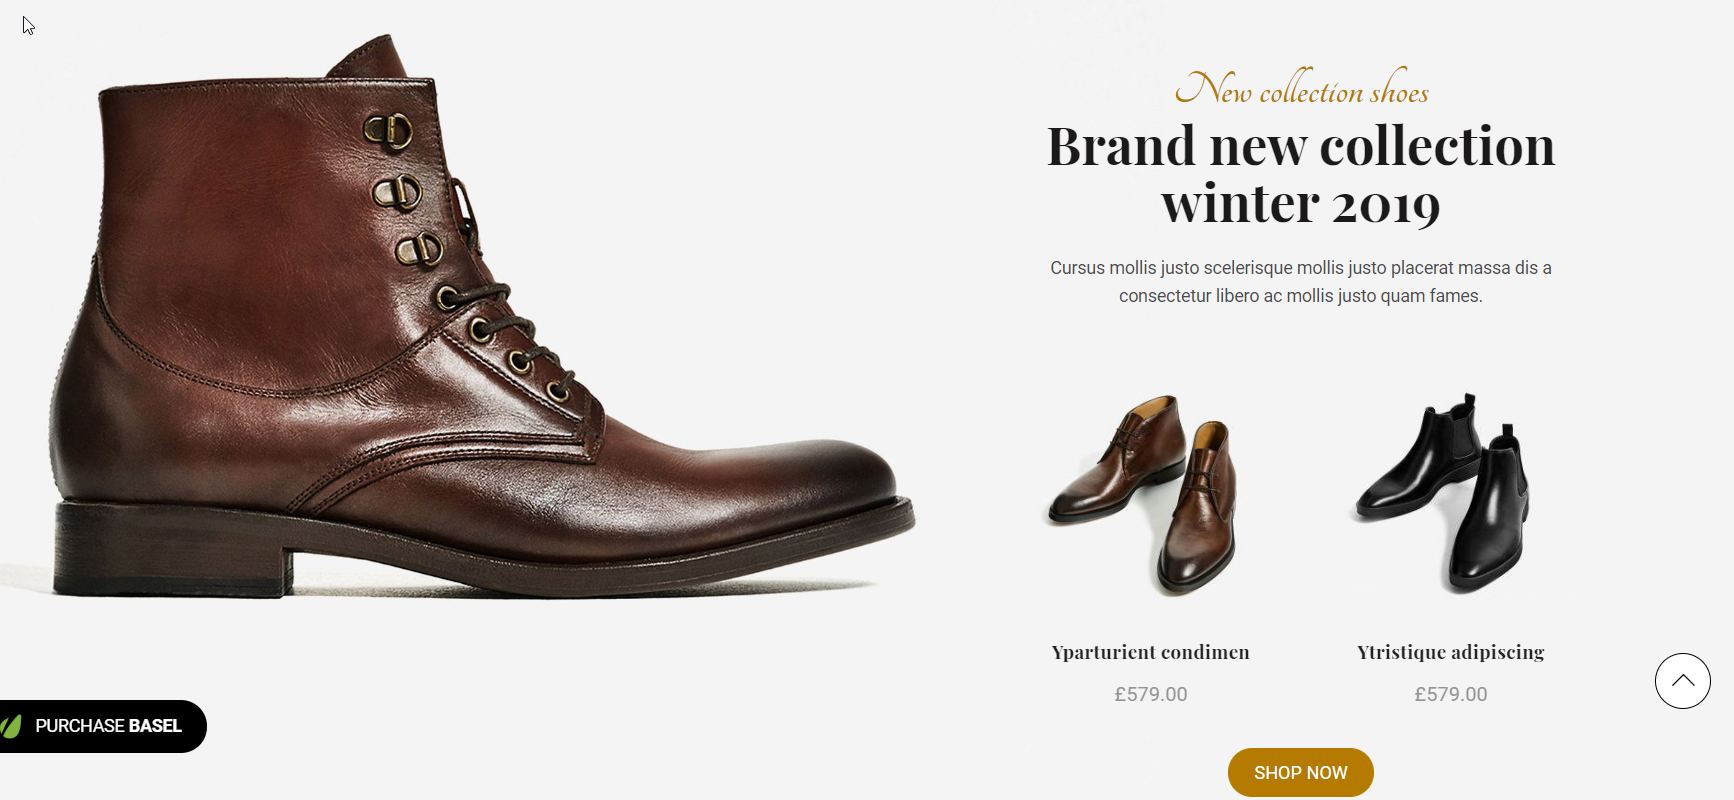 New collection shoes
Brand new collection
winter 2019
Cursus mollis justo scelerisque mollis justo placerat massa dis a
consectetur libero ac mollis justo quam fames.
Yparturient condimen
£579.00
Ytristique adipiscing
£579.00
PURCHASE BASEL
SHOP NOW